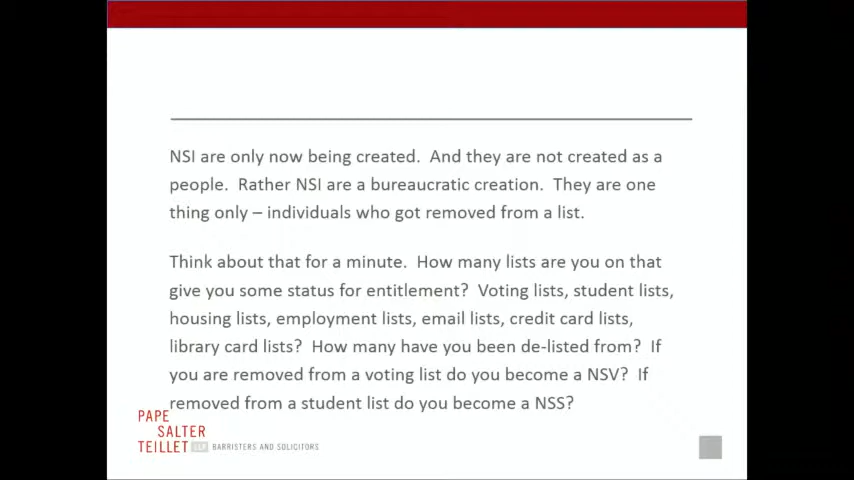 NSI are only now being created. And they are not created as a
people. Rather NSI are a bureaucratic creation. They are one
thing only – individuals who got removed from a list.
Think about that for a minute. How many lists are you on that
give you some status for entitlement? Voting lists, student lists,
housing lists, employment lists, email lists, credit card lists,
library card lists? How many have you been de-listed from? If
you are removed from a voting list do you become a NSV? If
removed from a student list do you become a NSS?
PAPE
SALTER
TEILLET LLP BARRISTERS AND SOLICITORS